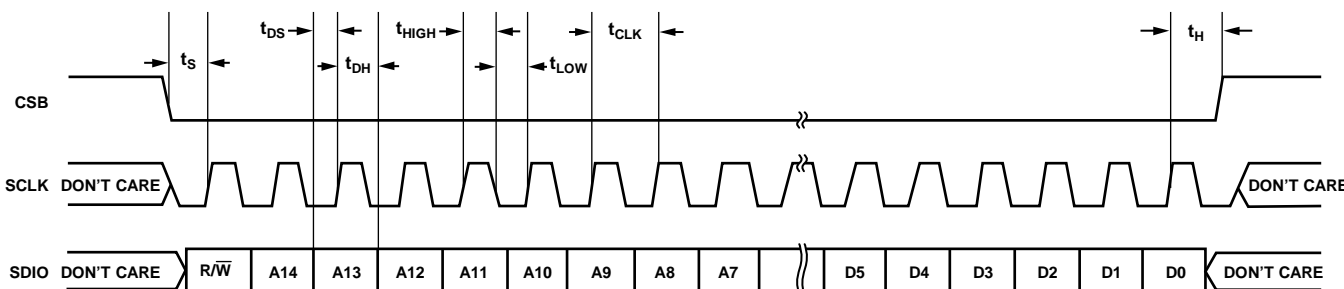 tDS
tHIGH
tCLK
tH
tS
tDH
tLOW
CSB
SCLK DON'T CARE DON'T CARE
SDIO DON'T CARE R/W̅ A14 A13 A12 A11 A10 A9 A8 A7 D5 D4 D3 D2 D1 D0 DON'T CARE